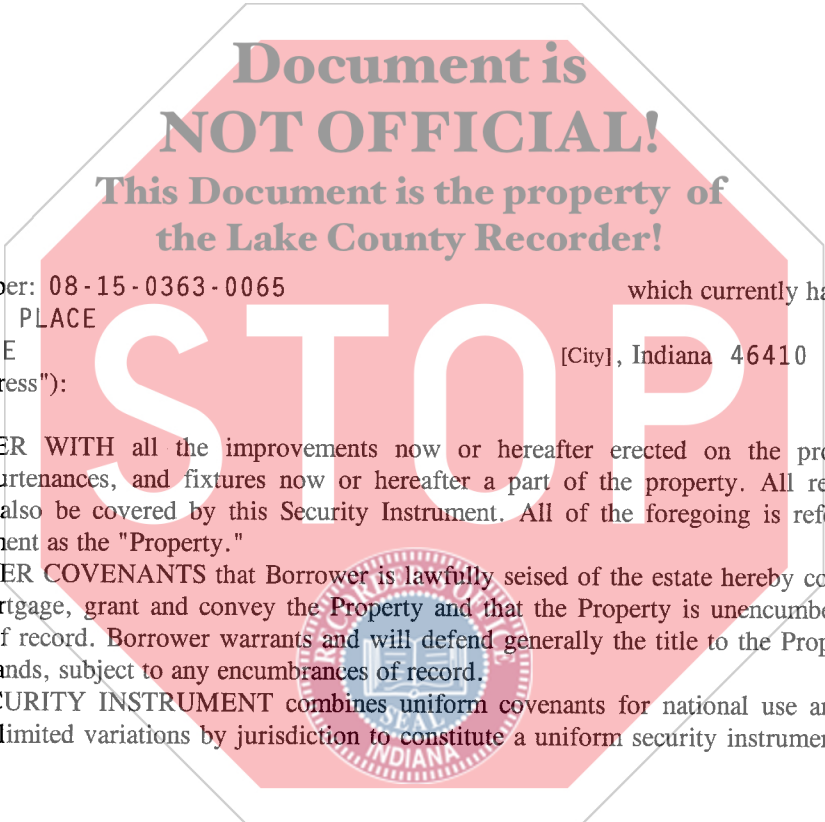 Document is
NOT OFFICIAL!
This Document is the property of
the Lake County Recorder!
ber: 08-15-0363-0065 which currently ha
PLACE
E [City], Indiana 46410
ress"):
STOP
ER WITH all the improvements now or hereafter erected on the pro
urtenances, and fixtures now or hereafter a part of the property. All re
also be covered by this Security Instrument. All of the foregoing is refe
nent as the "Property."
ER COVENANTS that Borrower is lawfully seised of the estate hereby co
rtgage, grant and convey the Property and that the Property is unencumbe
f record. Borrower warrants and will defend generally the title to the Prop
ands, subject to any encumbrances of record.
CURITY INSTRUMENT combines uniform covenants for national use an
limited variations by jurisdiction to constitute a uniform security instrumen
RECORDER'S OFFICE
SEAL
INDIANA